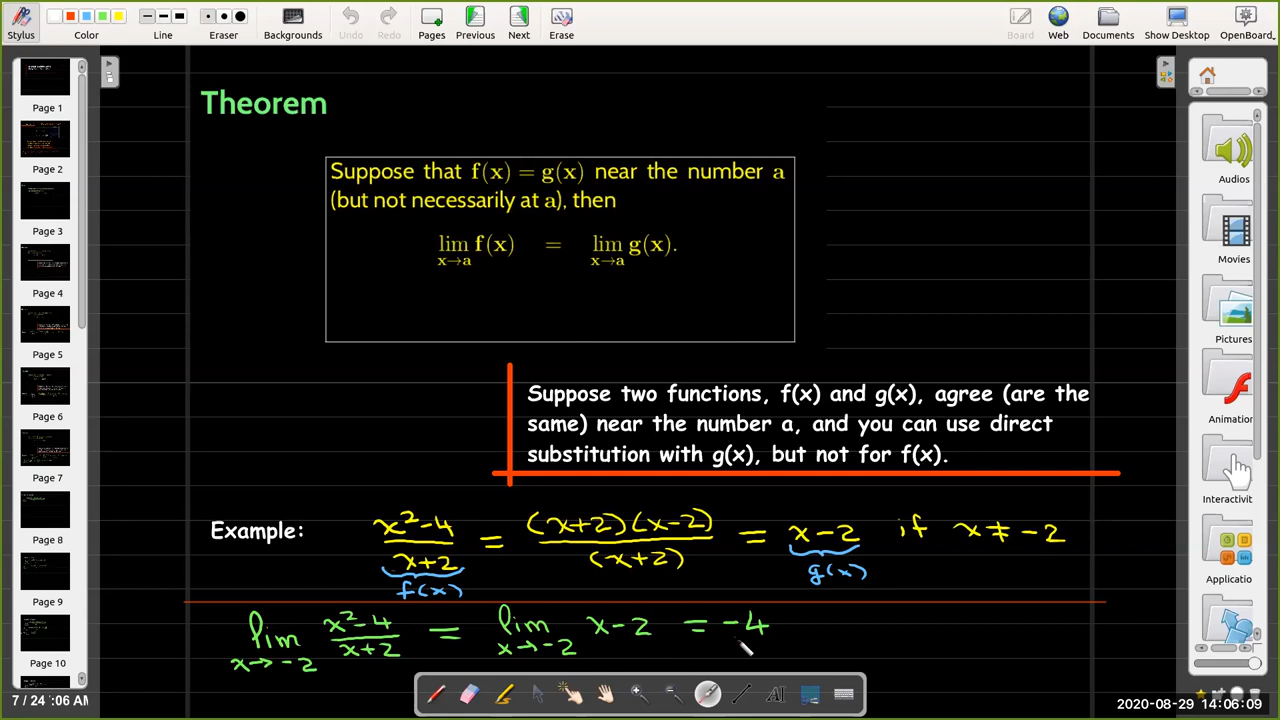 Stylus
Color
Line
Eraser
Backgrounds
Undo
Redo
Pages
Previous
Next
Erase
Board
Web
Documents
Show Desktop
OpenBoard
Page 1
Page 2
Page 3
Page 4
Page 5
Page 6
Page 7
Page 8
Page 9
Page 10
7 / 24
:06 AM
Theorem
Suppose that f(x) = g(x) near the number a
(but not necessarily at a), then
lim x→a f(x) = lim x→a g(x).
Suppose two functions, f(x) and g(x), agree (are the
same) near the number a, and you can use direct
substitution with g(x), but not for f(x).
Example: x²-4 / x+2 = (x+2)(x-2) / (x+2) = x-2 if x ≠ -2
f(x) g(x)
lim x→-2 x²-4 / x+2 = lim x→-2 x-2 = -4
Audios
Movies
Pictures
Animation
Interactivit
Applicatio
AI
2020-08-29 14:06:09